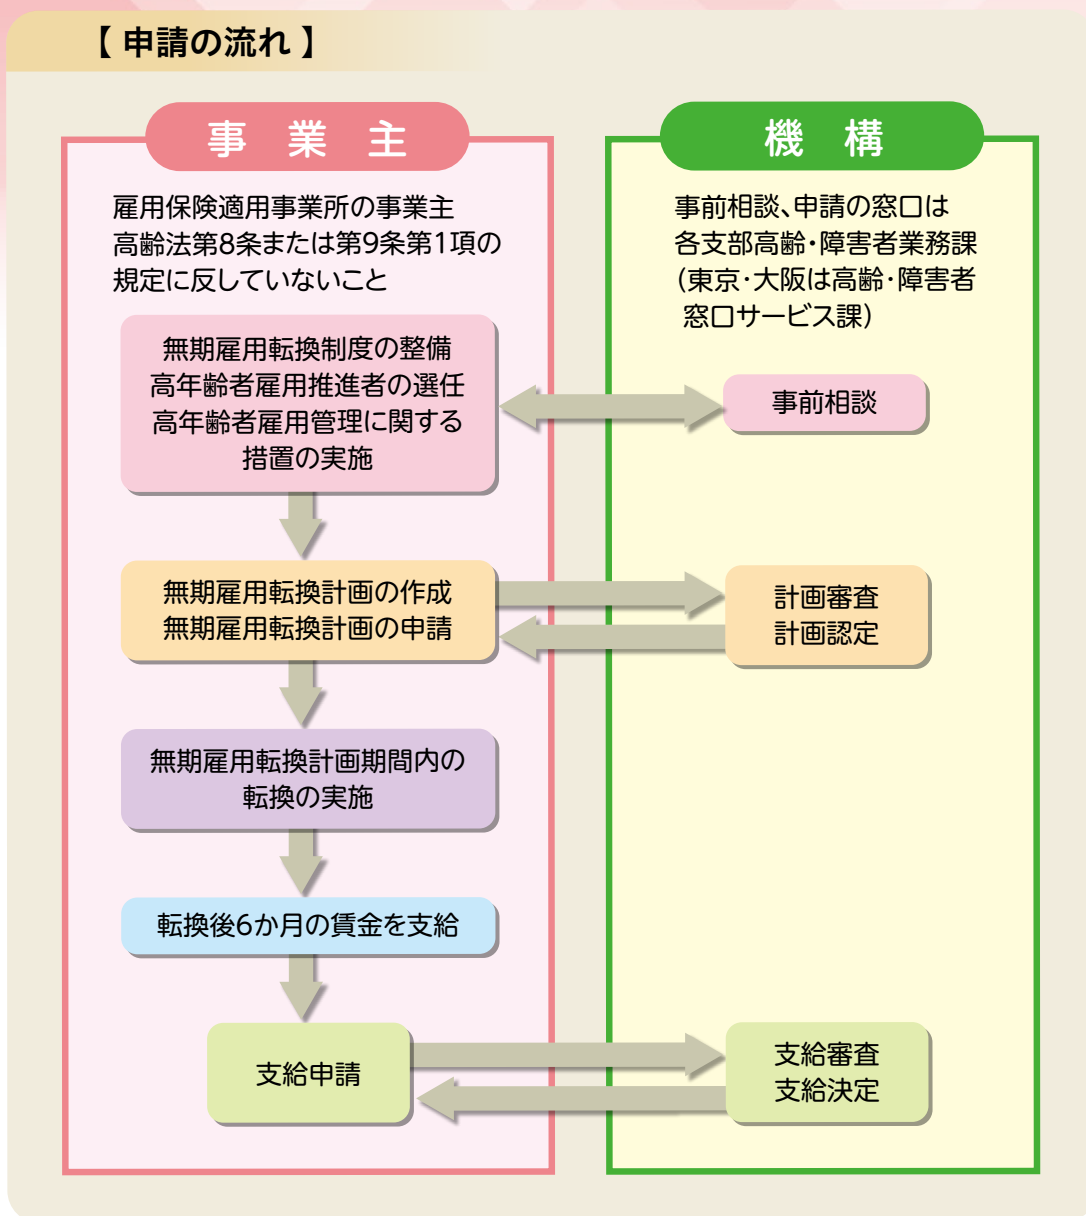 【 申請の流れ 】
事 業 主
雇用保険適用事業所の事業主
高齢法第8条または第9条第1項の
規定に反していないこと
無期雇用転換制度の整備
高年齢者雇用推進者の選任
高年齢者雇用管理に関する
措置の実施
無期雇用転換計画の作成
無期雇用転換計画の申請
無期雇用転換計画期間内の
転換の実施
転換後6か月の賃金を支給
支給申請
機 構
事前相談、申請の窓口は
各支部高齢・障害者業務課
(東京・大阪は高齢・障害者
窓口サービス課)
事前相談
計画審査
計画認定
支給審査
支給決定